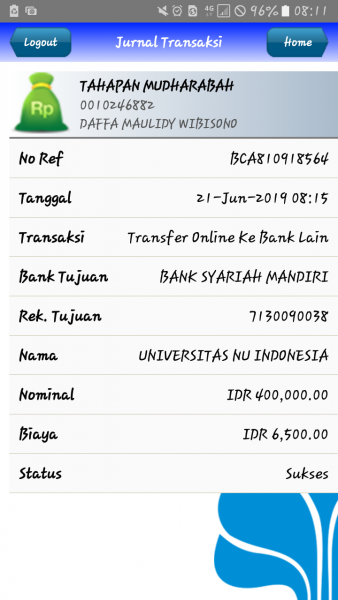 96% 08:11
Logout Jurnal Transaksi Home
Rp
TAHAPAN MUDHARABAH
0010246882
DAFFA MAULIDY WIBISONO
No Ref BCA810918564
Tanggal 21-Jun-2019 08:15
Transaksi Transfer Online Ke Bank Lain
Bank Tujuan BANK SYARIAH MANDIRI
Rek. Tujuan 7130090038
Nama UNIVERSITAS NU INDONESIA
Nominal IDR 400,000.00
Biaya IDR 6,500.00
Status Sukses